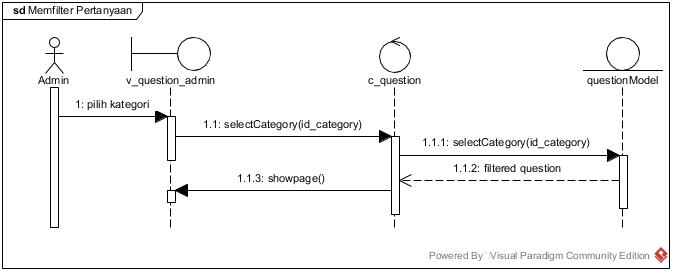 sd Memfilter Pertanyaan
Admin
v_question_admin
c_question
questionModel
1: pilih kategori
1.1: selectCategory(id_category)
1.1.1: selectCategory(id_category)
1.1.2: filtered question
1.1.3: showpage()
Powered By Visual Paradigm Community Edition